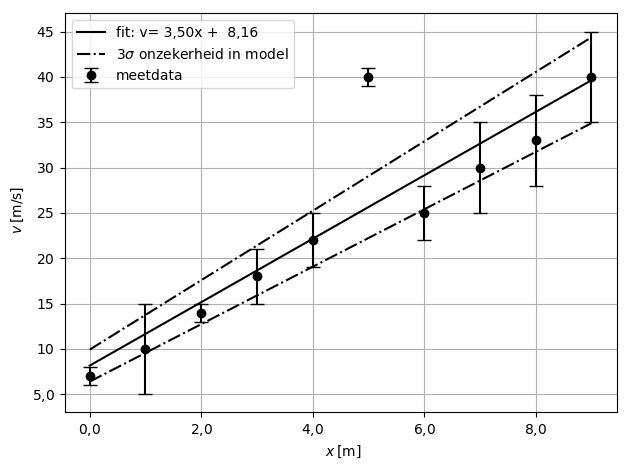 fit: v= 3,50x +  8,16
3σ onzekerheid in model
meetdata
45
40
35
30
25
20
15
10
5,0
v [m/s]
0,0 2,0 4,0 6,0 8,0
x [m]